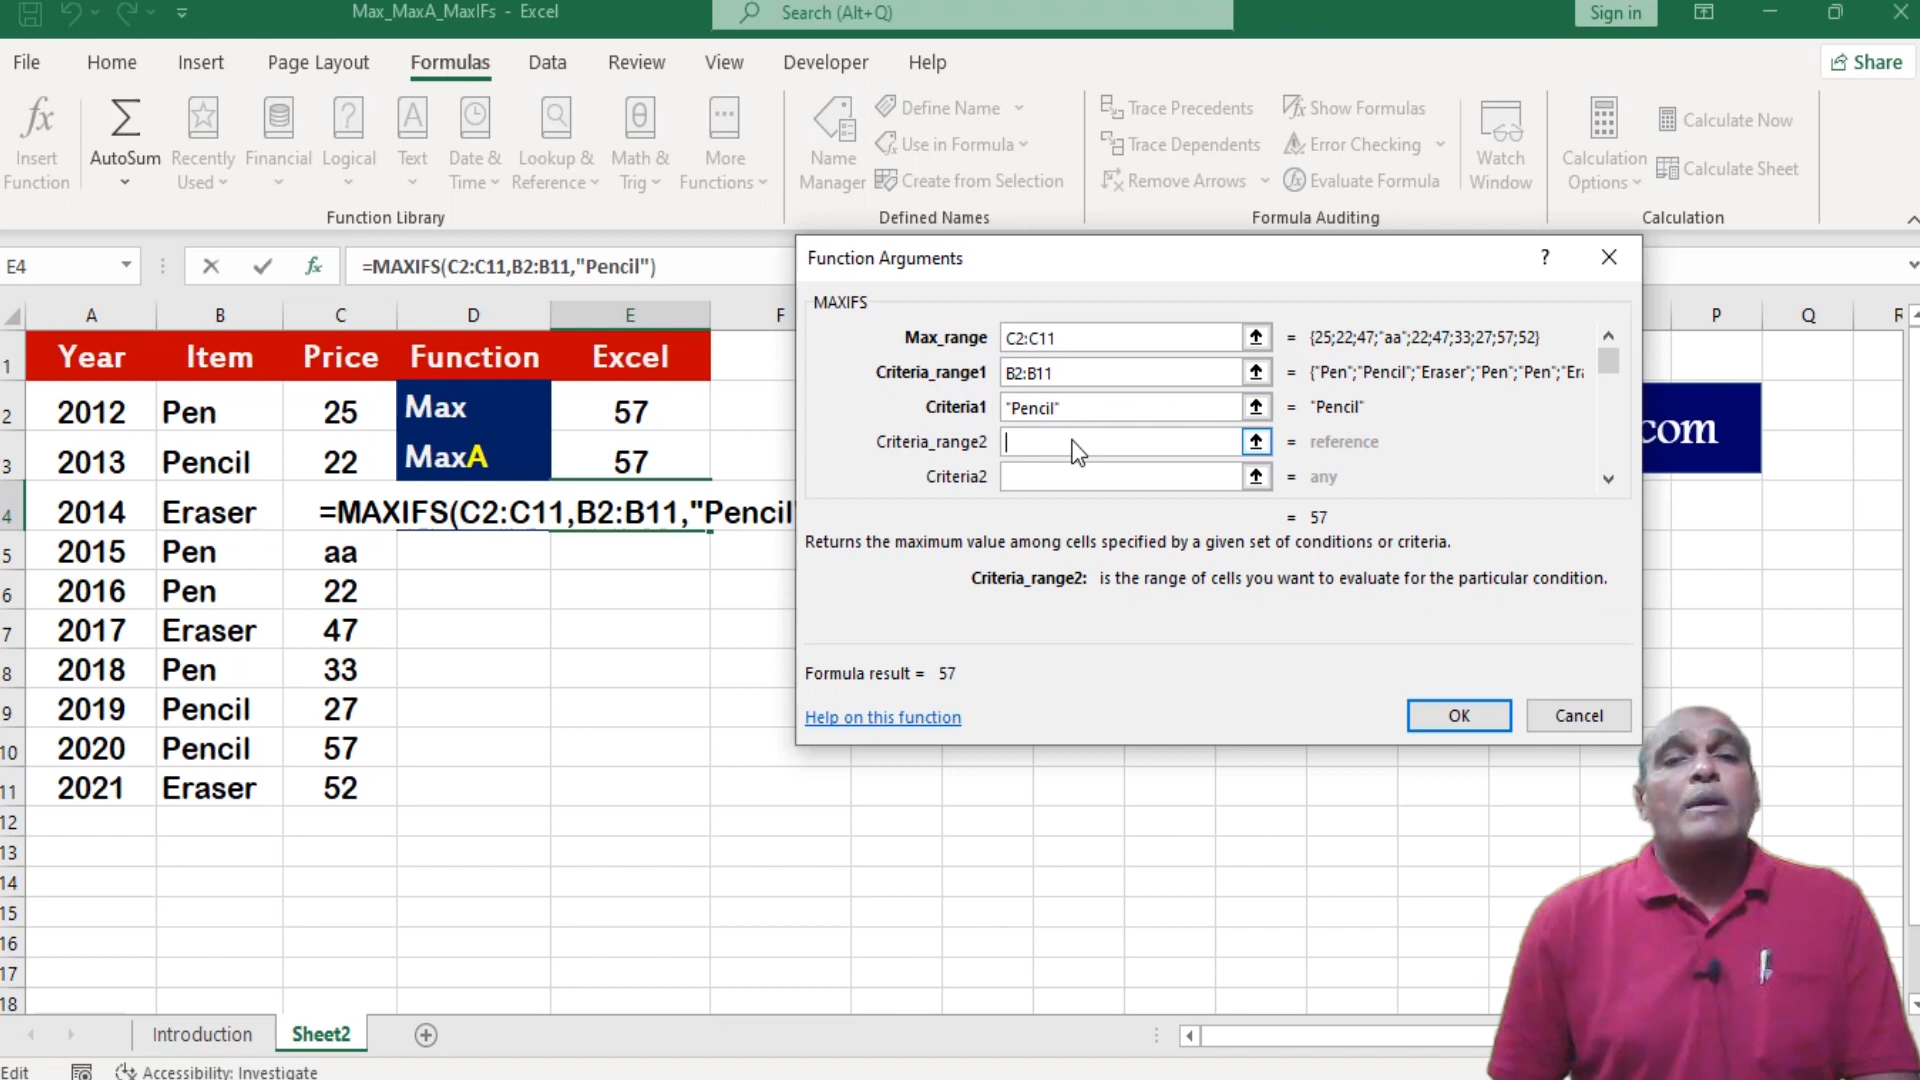 Max_MaxA_MaxIFs - Excel
Search (Alt+Q)
Sign in
File Home Insert Page Layout Formulas Data Review View Developer Help
Share
Insert Function
AutoSum
Recently Used
Financial
Logical
Text
Date & Time
Lookup & Reference
Math & Trig
More Functions
Function Library
Name Manager
Define Name
Use in Formula
Create from Selection
Defined Names
Trace Precedents
Trace Dependents
Remove Arrows
Show Formulas
Error Checking
Evaluate Formula
Formula Auditing
Watch Window
Calculation Options
Calculate Now
Calculate Sheet
Calculation
E4
fx
=MAXIFS(C2:C11,B2:B11,"Pencil")
A B C D E F P Q R
1 Year Item Price Function Excel
2 2012 Pen 25 Max 57
3 2013 Pencil 22 MaxA 57
4 2014 Eraser =MAXIFS(C2:C11,B2:B11,"Pencil"
5 2015 Pen aa
6 2016 Pen 22
7 2017 Eraser 47
8 2018 Pen 33
9 2019 Pencil 27
10 2020 Pencil 57
11 2021 Eraser 52
12
13
14
15
16
17
18
com
Function Arguments
? 
MAXIFS
Max_range C2:C11 = {25;22;47;"aa";22;47;33;27;57;52}
Criteria_range1 B2:B11 = {"Pen";"Pencil";"Eraser";"Pen";"Pen";"Era
Criteria1 "Pencil" = "Pencil"
Criteria_range2 = reference
Criteria2 = any
= 57
Returns the maximum value among cells specified by a given set of conditions or criteria.
Criteria_range2: is the range of cells you want to evaluate for the particular condition.
Formula result = 57
Help on this function
OK Cancel
Introduction Sheet2
Edit Accessibility: Investigate